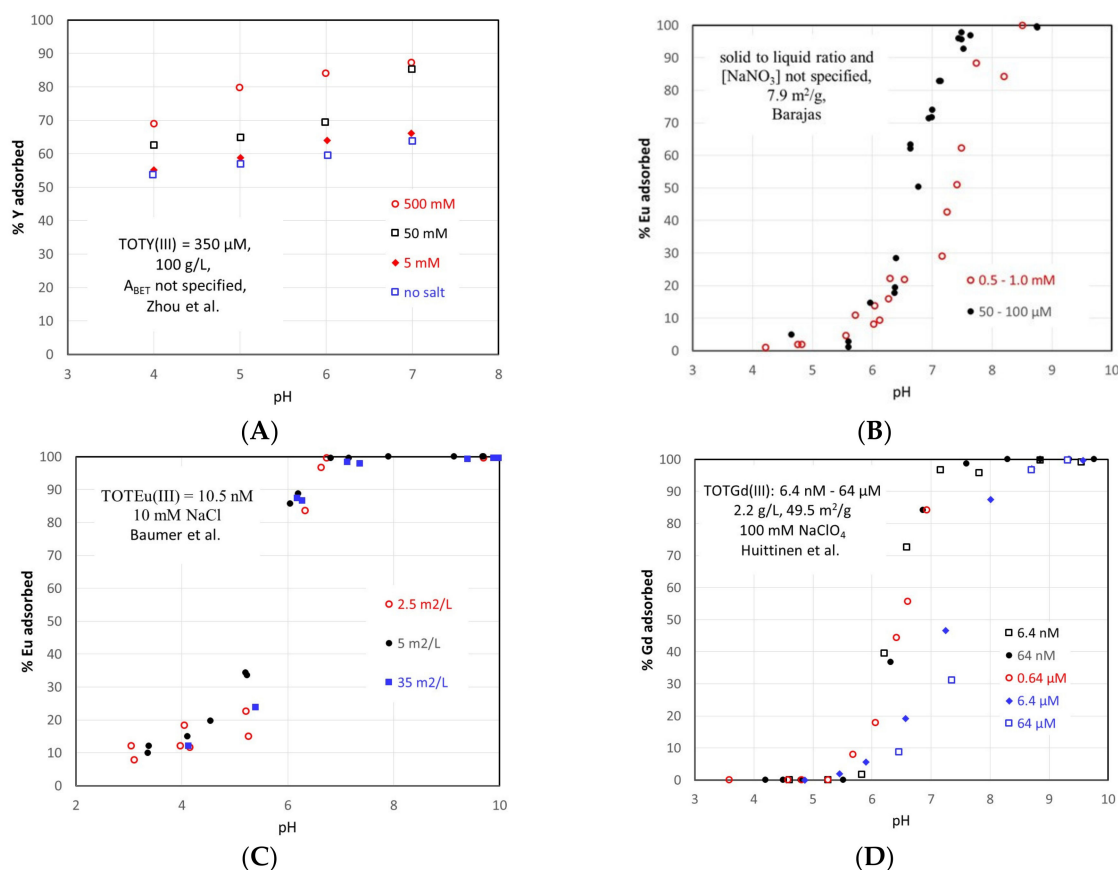 100
90
80
70
60
50
40
30
20
10
0
% Y adsorbed
500 mM
50 mM
5 mM
no salt
TOTY(III) = 350 µM,
100 g/L,
A_BET not specified,
Zhou et al.
3 4 5 6 7 8
pH
(A)
100
90
80
70
60
50
40
30
20
10
0
% Eu adsorbed
solid to liquid ratio and
[NaNO₃] not specified,
7.9 m²/g,
Barajas
0.5 - 1.0 mM
50 - 100 µM
3 4 5 6 7 8 9 10
pH
(B)
100
90
80
70
60
50
40
30
20
10
0
% Eu adsorbed
TOTEu(III) = 10.5 nM
10 mM NaCl
Baumer et al.
2.5 m2/L
5 m2/L
35 m2/L
2 4 6 8 10
pH
(C)
100
90
80
70
60
50
40
30
20
10
0
% Gd adsorbed
TOTGd(III): 6.4 nM - 64 µM
2.2 g/L, 49.5 m²/g
100 mM NaClO₄
Huittinen et al.
6.4 nM
64 nM
0.64 µM
6.4 µM
64 µM
3 4 5 6 7 8 9 10
pH
(D)